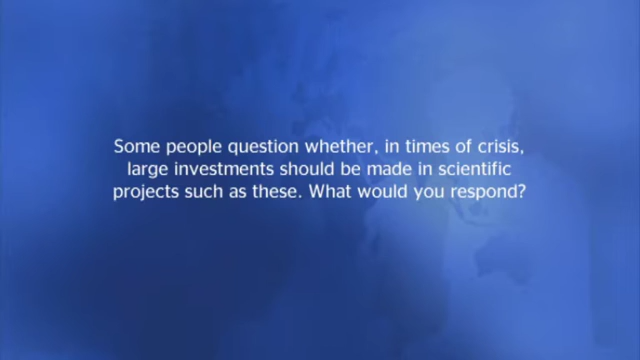 Some people question whether, in times of crisis,
large investments should be made in scientific
projects such as these. What would you respond?